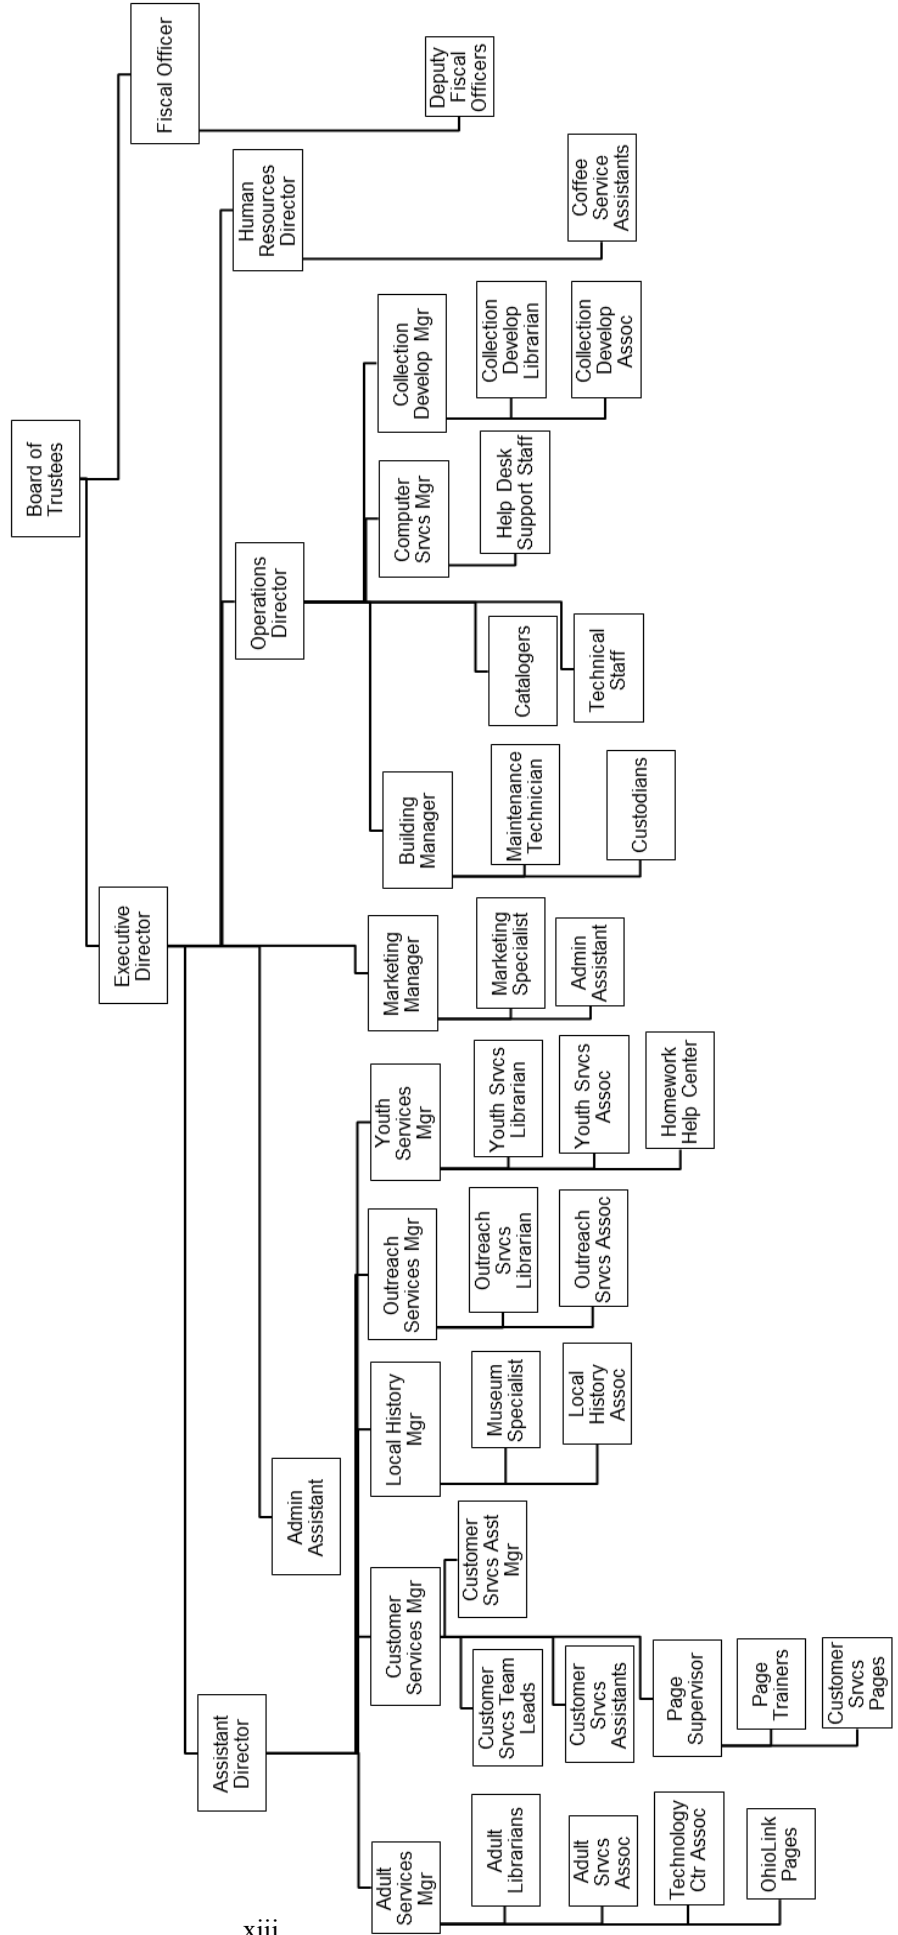 Board of
Trustees
Executive
Director
Fiscal Officer
Assistant
Director
Admin
Assistant
Operations
Director
Human
Resources
Director
Deputy
Fiscal
Officers
Adult
Services
Mgr
Customer
Services Mgr
Local History
Mgr
Outreach
Services Mgr
Youth
Services
Mgr
Marketing
Manager
Building
Manager
Computer
Srvcs Mgr
Collection
Develop Mgr
Adult
Librarians
Adult
Srvcs
Assoc
Technology
Ctr Assoc
OhioLink
Pages
Customer
Srvcs Asst
Mgr
Customer
Srvcs Team
Leads
Customer
Srvcs
Assistants
Page
Supervisor
Page
Trainers
Customer
Srvcs
Pages
Museum
Specialist
Local
History
Assoc
Outreach
Srvcs
Librarian
Outreach
Srvcs Assoc
Youth Srvcs
Librarian
Youth Srvcs
Assoc
Homework
Help Center
Marketing
Specialist
Admin
Assistant
Maintenance
Technician
Custodians
Catalogers
Technical
Staff
Help Desk
Support Staff
Collection
Develop
Librarian
Collection
Develop
Assoc
Coffee
Service
Assistants
xiii